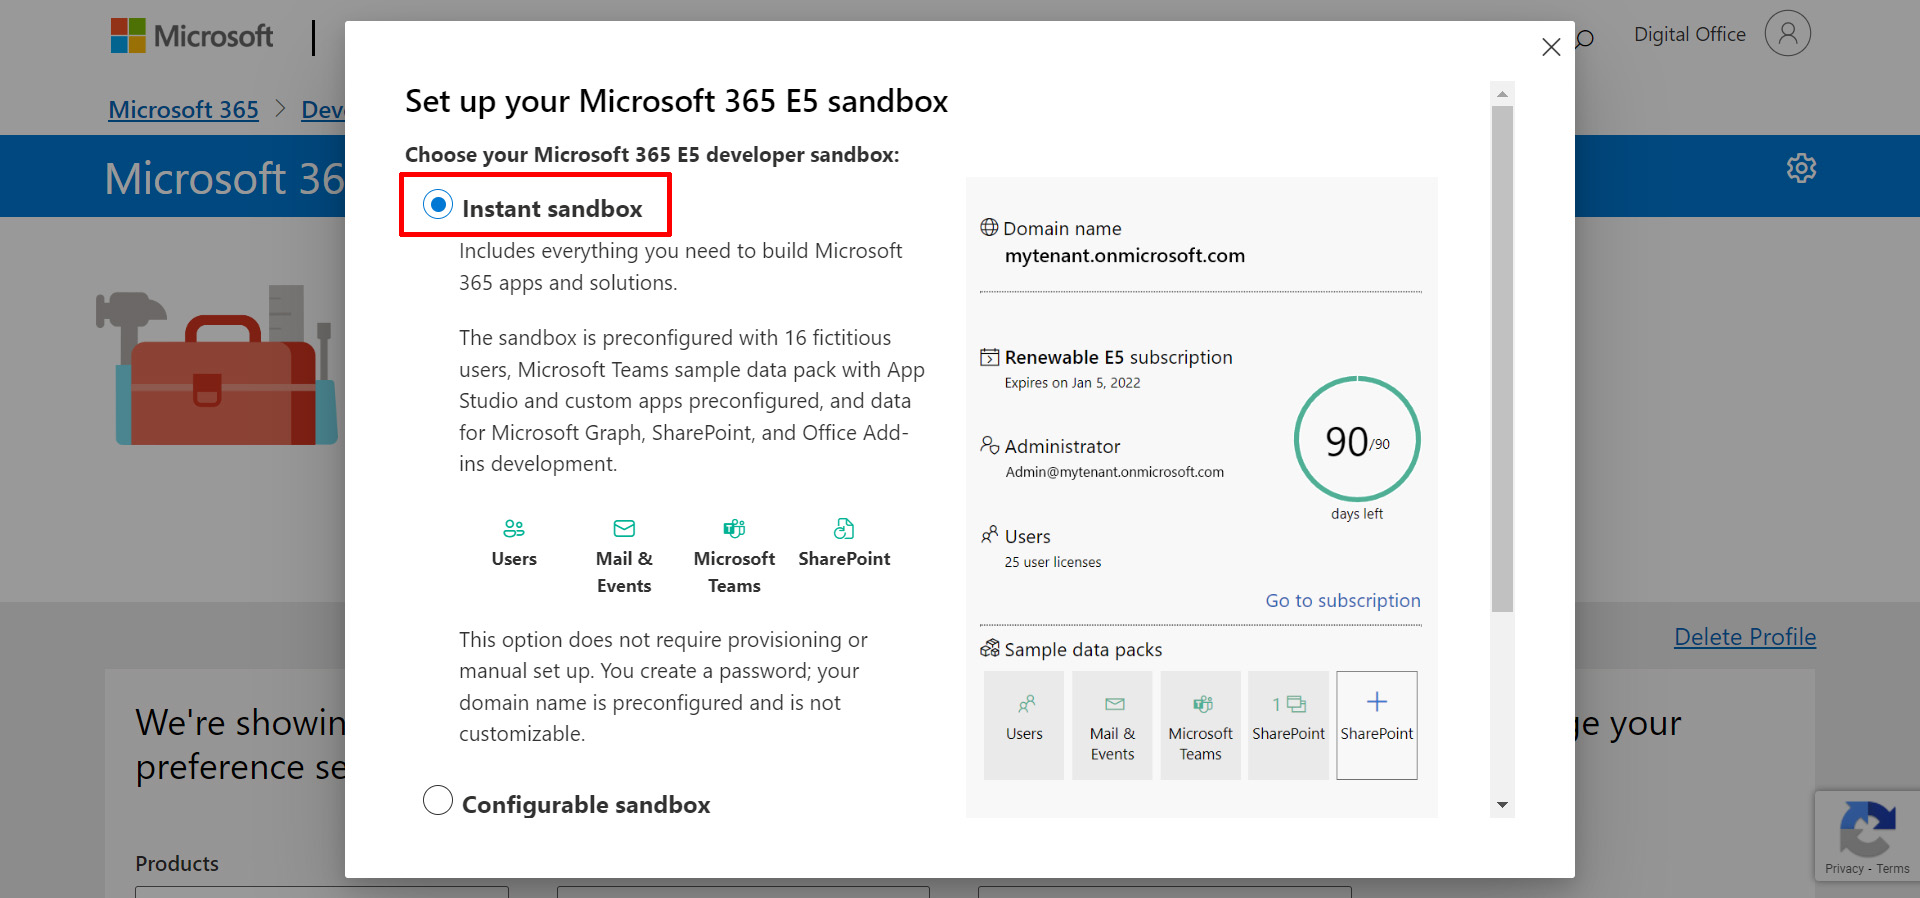 Microsoft
Digital Office
Microsoft 365
Dev
Microsoft 36
Set up your Microsoft 365 E5 sandbox
Choose your Microsoft 365 E5 developer sandbox:
Instant sandbox
Includes everything you need to build Microsoft
365 apps and solutions.
The sandbox is preconfigured with 16 fictitious
users, Microsoft Teams sample data pack with App
Studio and custom apps preconfigured, and data
for Microsoft Graph, SharePoint, and Office Add-
ins development.
Users
Mail &
Events
Microsoft
Teams
SharePoint
This option does not require provisioning or
manual set up. You create a password; your
domain name is preconfigured and is not
customizable.
Configurable sandbox
Domain name
mytenant.onmicrosoft.com
Renewable E5 subscription
Expires on Jan 5, 2022
Administrator
Admin@mytenant.onmicrosoft.com
90/90
days left
Users
25 user licenses
Go to subscription
Sample data packs
Users
Mail &
Events
Microsoft
Teams
1
SharePoint
SharePoint
Delete Profile
We're showin
preference se
ge your
Products
Privacy - Terms